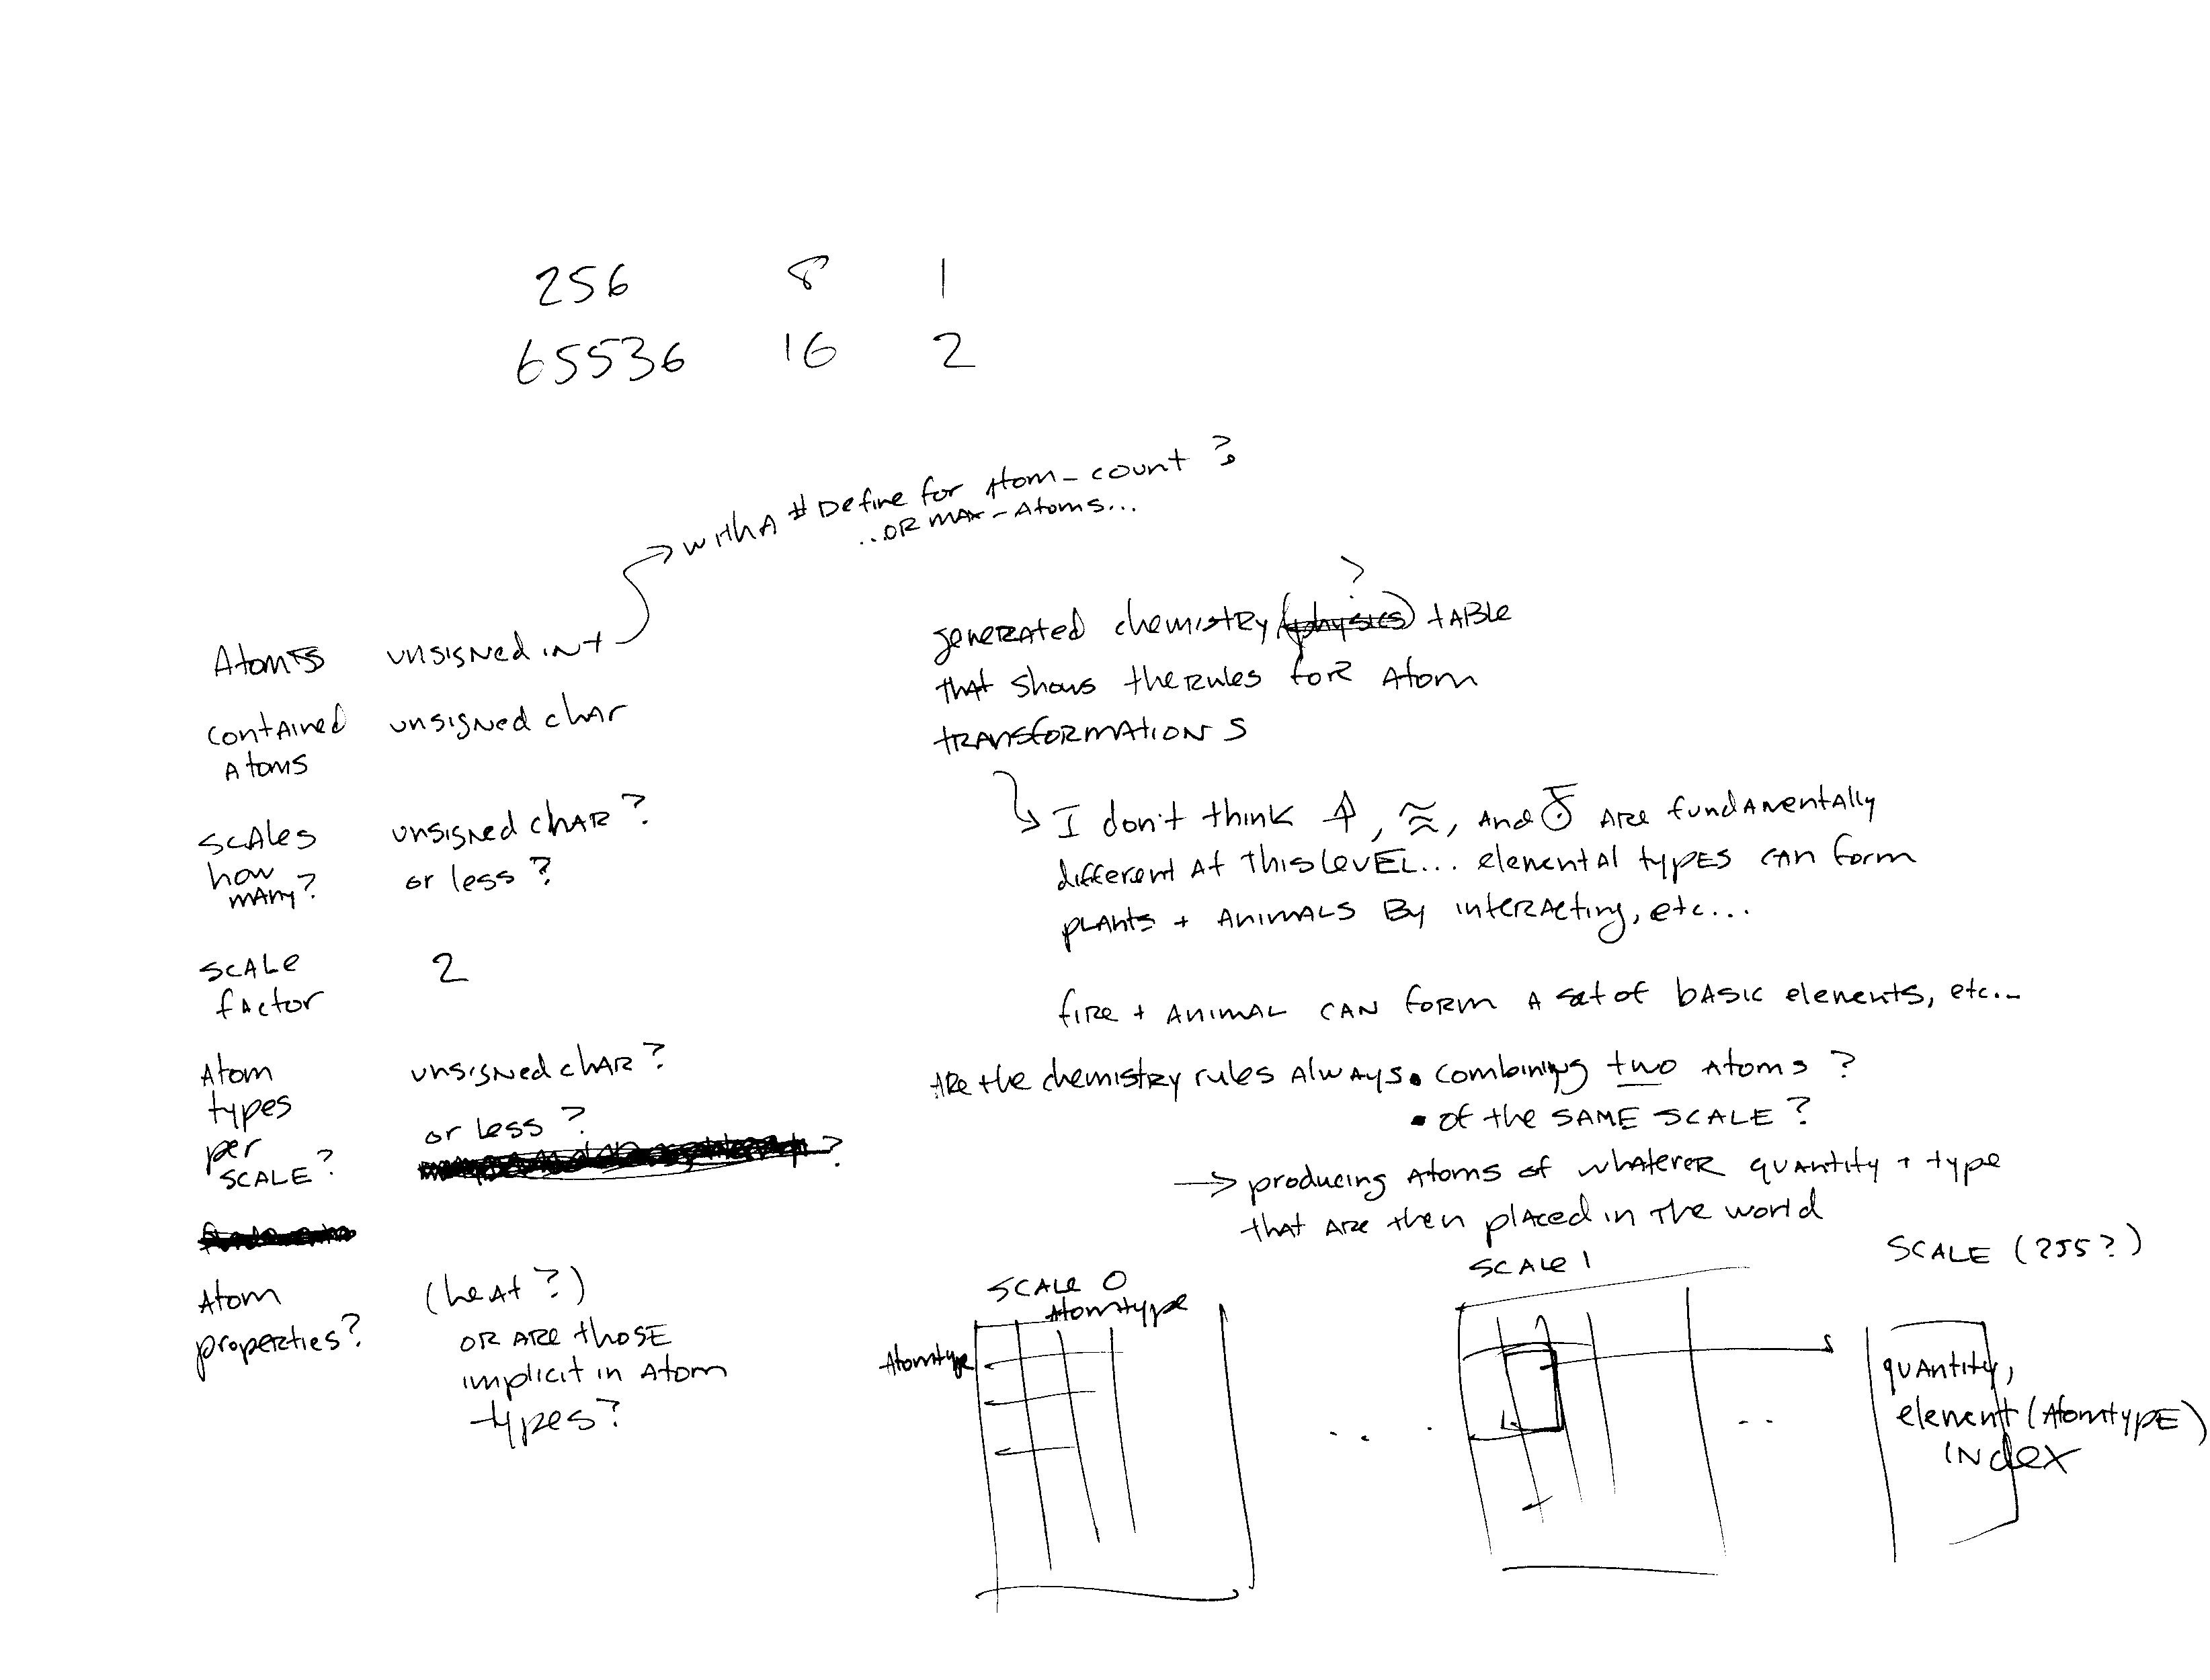 256 8 1
65536 16 2
with A #Define for Atom_count ?
...OR MAX-Atoms...
Atoms unsigned int
contained unsigned char
Atoms
scales unsigned char?
how or less?
many?
scale 2
factor
Atom unsigned char?
types
per or less?
SCALE? ?
Atom (heat?)
properties? OR ARE those
implicit in Atom
types?
?
generated chemistry (physics) table
that shows the rules for Atom
transformations
I don't think , , and are fundamentally
different at this level... elemental types can form
plants + animals by interacting, etc...
fire + animal can form a set of basic elements, etc...
Are the chemistry rules always • combining two atoms?
• of the SAME SCALE?
→ producing atoms of whatever quantity + type
that are then placed in the world
SCALE 0
Atomtype
Atomtype
SCALE 1
SCALE (255?)
quantity,
element (Atomtype)
index